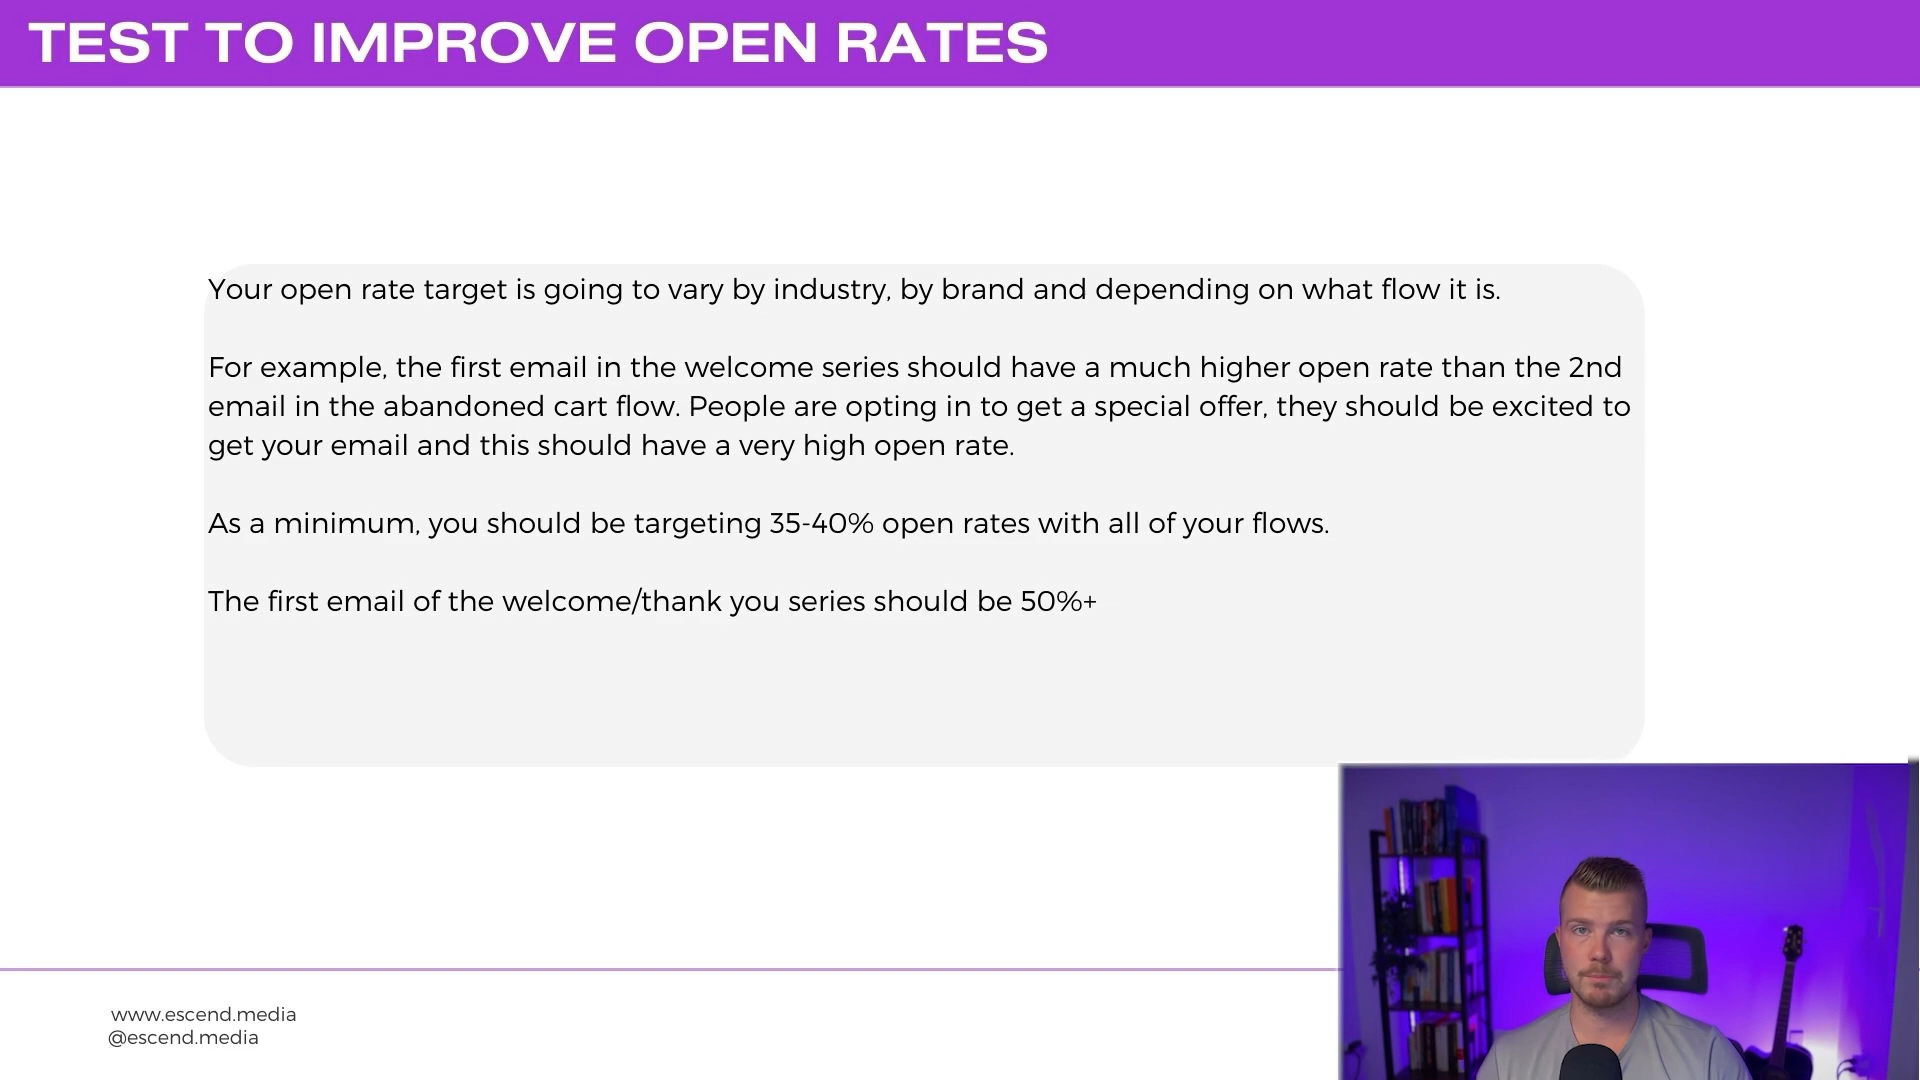 TEST TO IMPROVE OPEN RATES
Your open rate target is going to vary by industry, by brand and depending on what flow it is.
For example, the first email in the welcome series should have a much higher open rate than the 2nd
email in the abandoned cart flow. People are opting in to get a special offer, they should be excited to
get your email and this should have a very high open rate.
As a minimum, you should be targeting 35-40% open rates with all of your flows.
The first email of the welcome/thank you series should be 50%+
www.escend.media
@escend.media